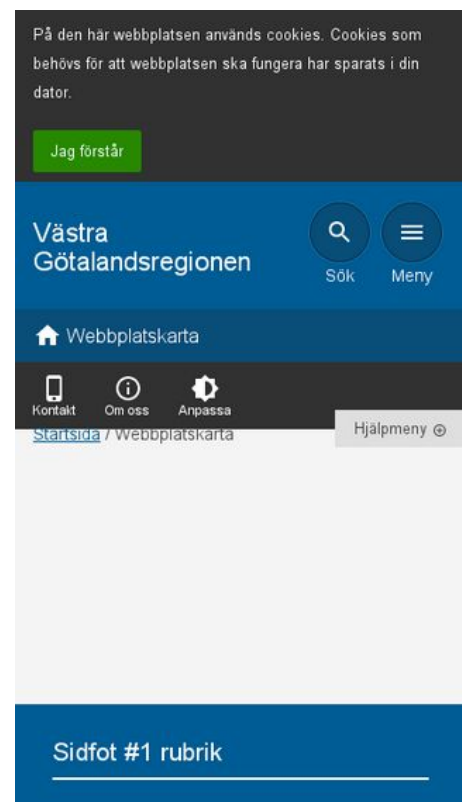 På den här webbplatsen används cookies. Cookies som
behövs för att webbplatsen ska fungera har sparats i din
dator.
Jag förstår
Västra
Götalandsregionen
Sök
Meny
Webbplatskarta
Kontakt
Om oss
Anpassa
Startsida / Webbplatskarta
Hjälpmeny
Sidfot #1 rubrik